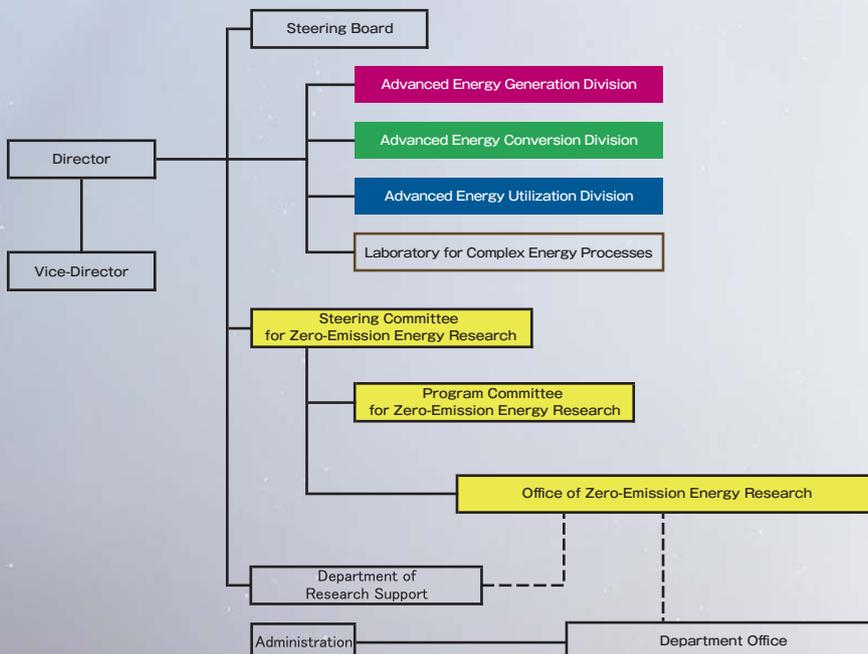 Steering Board
Advanced Energy Generation Division
Advanced Energy Conversion Division
Director
Advanced Energy Utilization Division
Laboratory for Complex Energy Processes
Vice-Director
Steering Committee
for Zero-Emission Energy Research
Program Committee
for Zero-Emission Energy Research
Office of Zero-Emission Energy Research
Department of
Research Support
Administration
Department Office